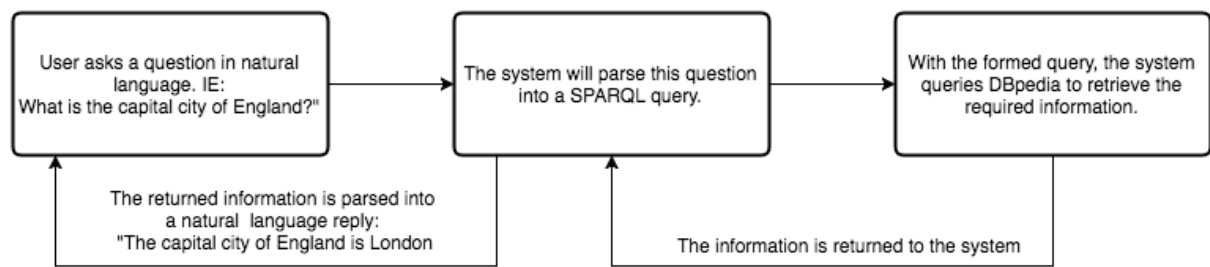 User asks a question in natural
language. IE:
What is the capital city of England?"
The system will parse this question
into a SPARQL query.
With the formed query, the system
queries DBpedia to retrieve the
required information.
The returned information is parsed into
a natural language reply:
"The capital city of England is London
The information is returned to the system